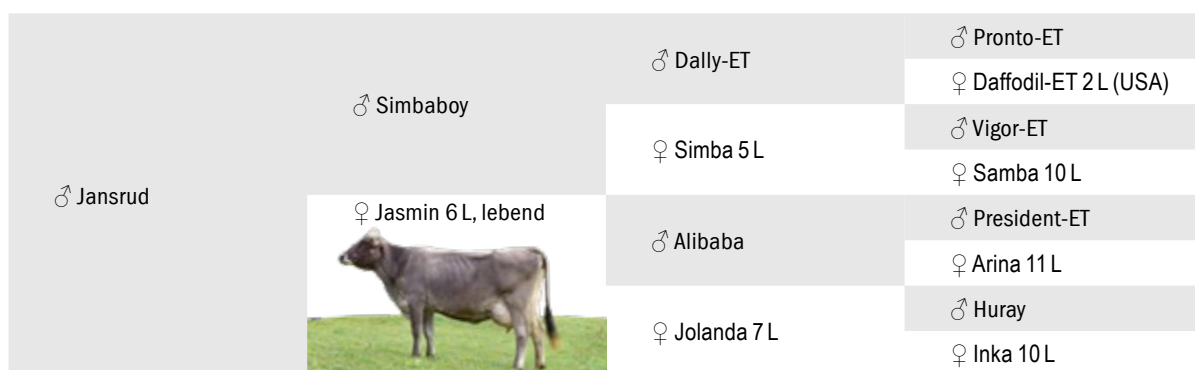 ♂ Jansrud
♂ Simbaboy
♀ Jasmin 6 L, lebend
♂ Dally-ET
♀ Simba 5 L
♂ Alibaba
♀ Jolanda 7 L
♂ Pronto-ET
♀ Daffodil-ET 2 L (USA)
♂ Vigor-ET
♀ Samba 10 L
♂ President-ET
♀ Arina 11 L
♂ Huray
♀ Inka 10 L